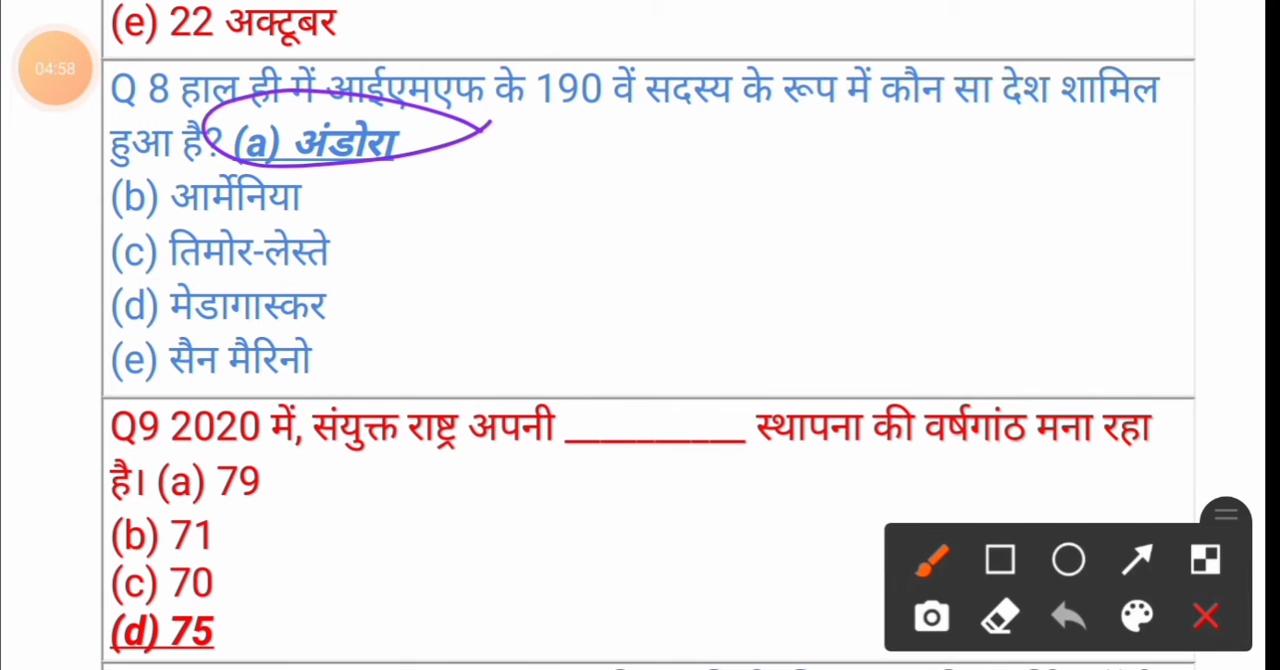 (e) 22 अक्टूबर
04:58
Q 8 हाल ही में आईएमएफ के 190 वें सदस्य के रूप में कौन सा देश शामिल
हुआ है? (a) अंडोरा
(b) आर्मेनिया
(c) तिमोर-लेस्ते
(d) मेडागास्कर
(e) सैन मैरिनो
Q9 2020 में, संयुक्त राष्ट्र अपनी _________ स्थापना की वर्षगांठ मना रहा
है। (a) 79
(b) 71
(c) 70
(d) 75